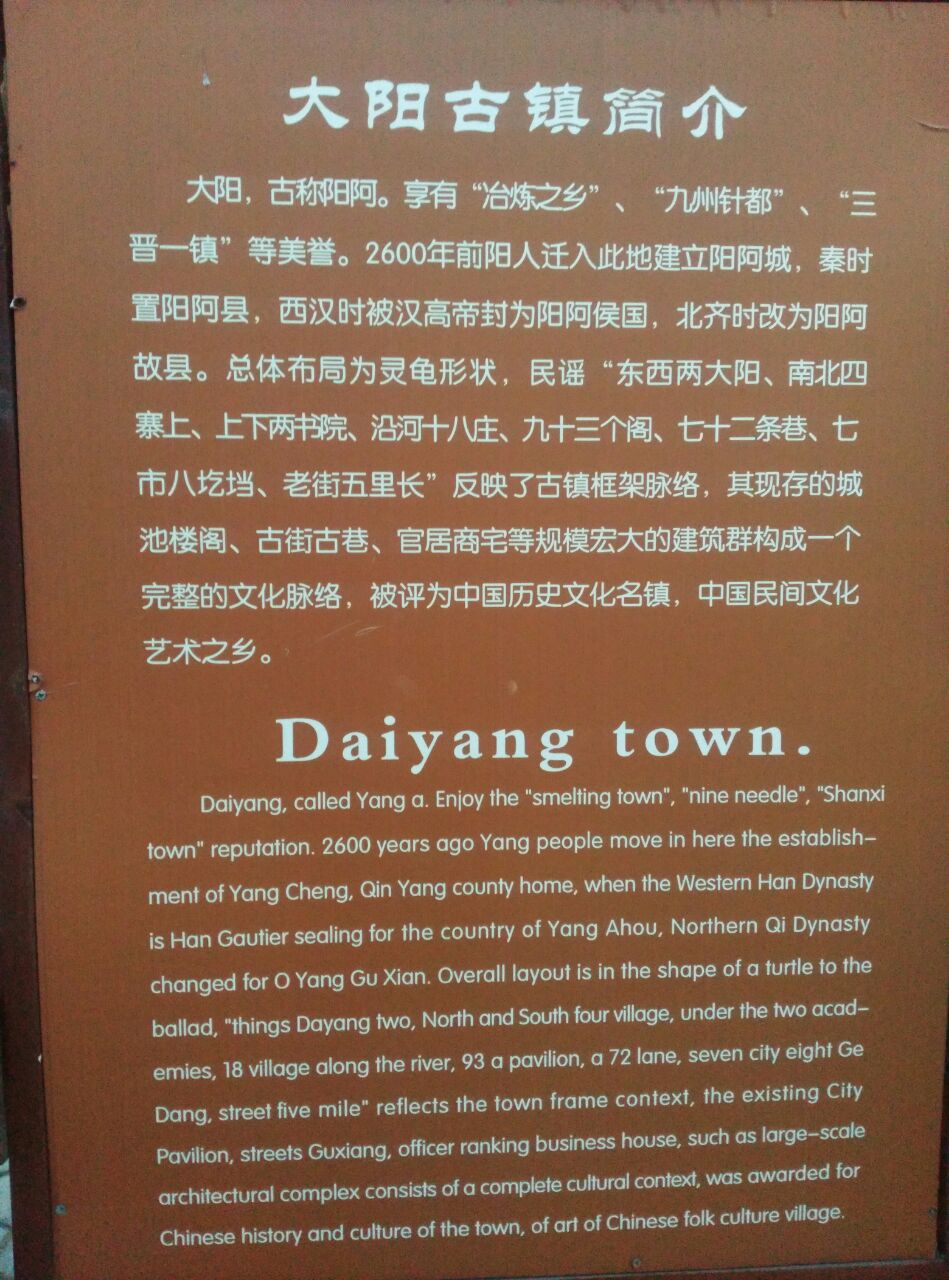 大阳古镇简介
大阳，古称阳阿。享有“冶炼之乡”、“九州针都”、“三
晋一镇”等美誉。2600年前阳人迁入此地建立阳阿城，秦时
置阳阿县，西汉时被汉高帝封为阳阿侯国，北齐时改为阳阿
故县。总体布局为灵龟形状，民谣“东西两大阳、南北四
寨上、上下两书院、沿河十八庄、九十三个阁、七十二条巷、七
市八圪垱、老街五里长”反映了古镇框架脉络，其现存的城
池楼阁、古街古巷、官居商宅等规模宏大的建筑群构成一个
完整的文化脉络，被评为中国历史文化名镇，中国民间文化
艺术之乡。
Daiyang town.
Daiyang, called Yang a. Enjoy the "smelting town", "nine needle", "Shanxi
town" reputation. 2600 years ago Yang people move in here the establish-
ment of Yang Cheng, Qin Yang county home, when the Western Han Dynasty
is Han Gautier sealing for the country of Yang Ahou, Northern Qi Dynasty
changed for O Yang Gu Xian. Overall layout is in the shape of a turtle to the
ballad, "things Dayang two, North and South four village, under the two acad-
emies, 18 village along the river, 93 a pavilion, a 72 lane, seven city eight Ge
Dang, street five mile" reflects the town frame context, the existing City
Pavilion, streets Guxiang, officer ranking business house, such as large-scale
architectural complex consists of a complete cultural context, was awarded for
Chinese history and culture of the town, of art of Chinese folk culture village.